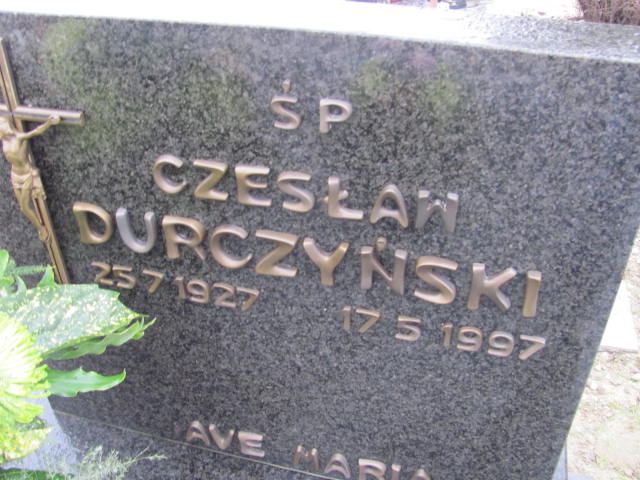 ŚP
CZESŁAW
DURCZYŃSKI
25 7 1927 17 5 1997
AVE MARIA